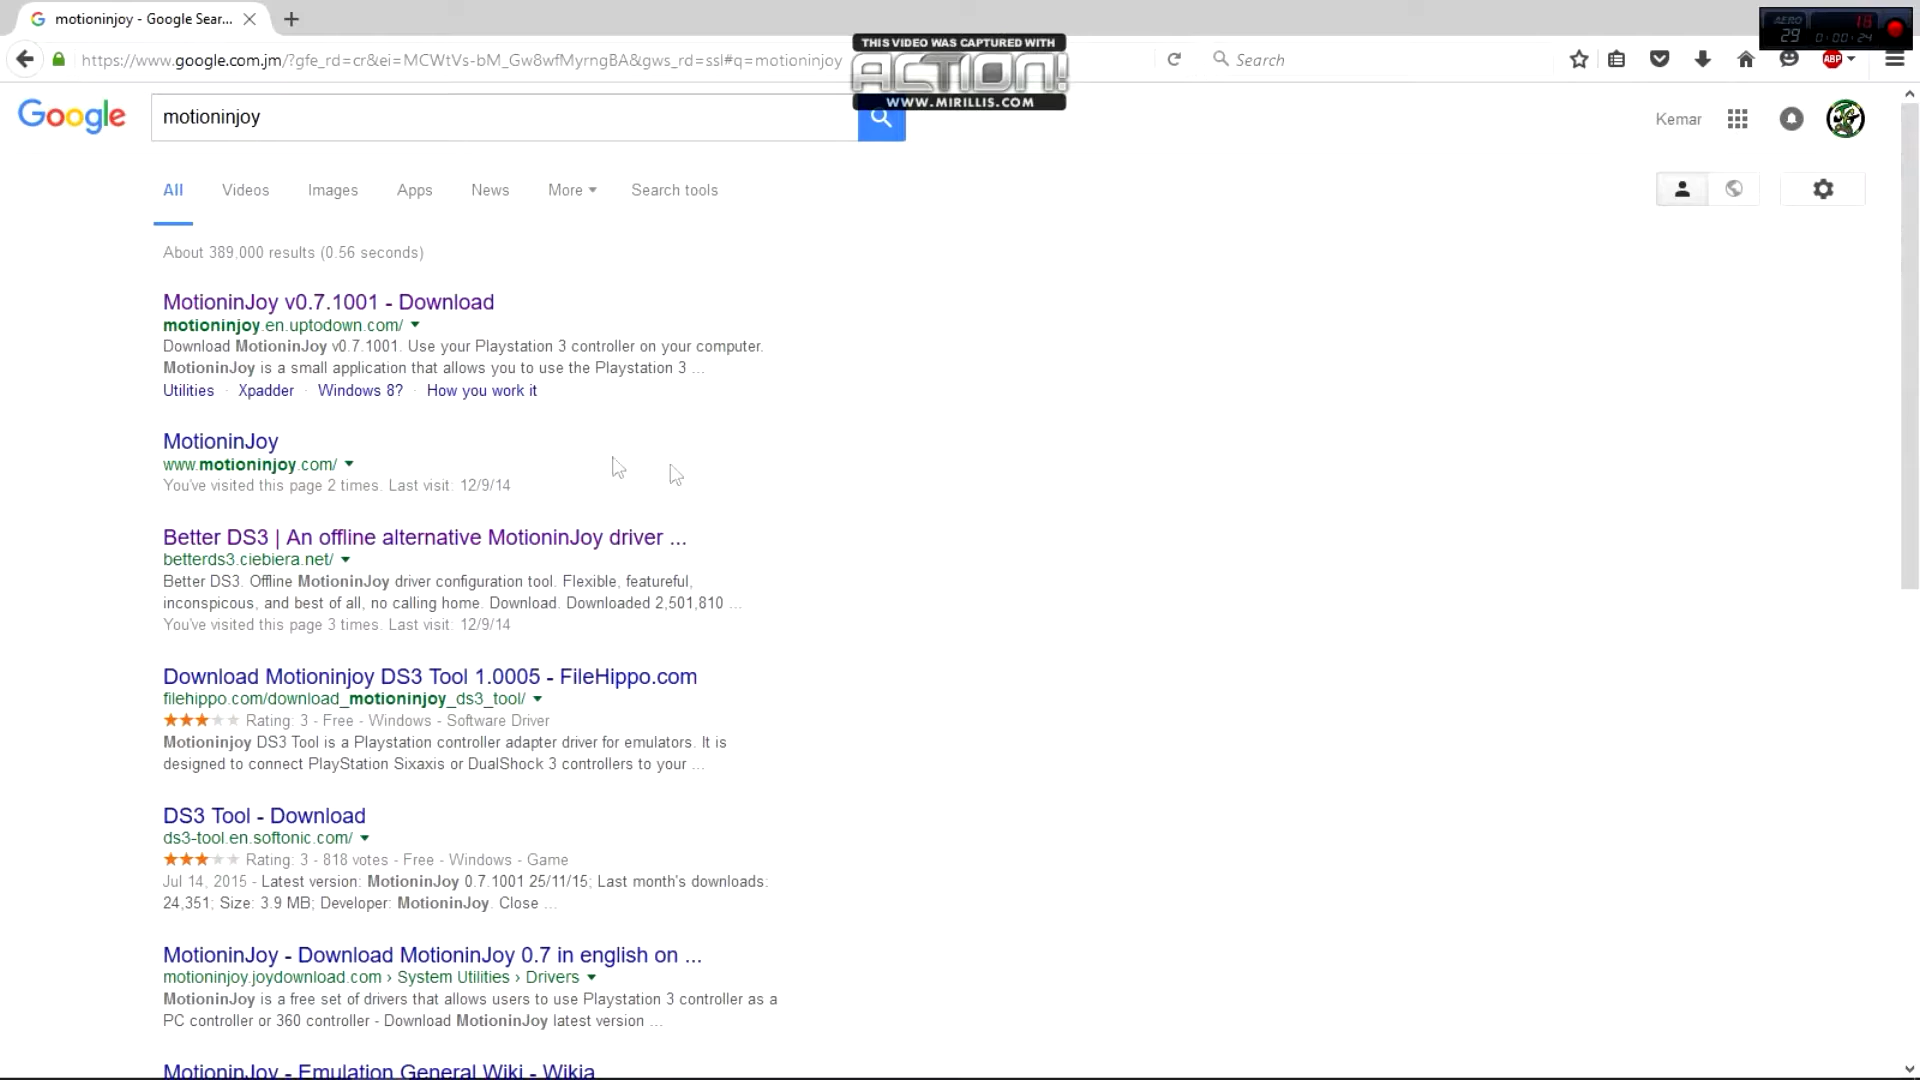 motioninjoy - Google Sear...
AERO
29
18
0:00:24
https://www.google.com.jm/?gfe_rd=cr&ei=MCWtVs-bM_Gw8wfMyrngBA&gws_rd=ssl#q=motioninjoy
THIS VIDEO WAS CAPTURED WITH
ACTION!
WWW.MIRILLIS.COM
Search
ABP
Google
motioninjoy
Kemar
All Videos Images Apps News More Search tools
About 389,000 results (0.56 seconds)
MotioninJoy v0.7.1001 - Download
motioninjoy.en.uptodown.com/
Download MotioninJoy v0.7.1001. Use your Playstation 3 controller on your computer.
MotioninJoy is a small application that allows you to use the Playstation 3 ...
Utilities · Xpadder · Windows 8? · How you work it
MotioninJoy
www.motioninjoy.com/
You've visited this page 2 times. Last visit: 12/9/14
Better DS3 | An offline alternative MotioninJoy driver ...
betterds3.ciebiera.net/
Better DS3. Offline MotioninJoy driver configuration tool. Flexible, featureful,
inconspicous, and best of all, no calling home. Download. Downloaded 2,501,810 ...
You've visited this page 3 times. Last visit: 12/9/14
Download Motioninjoy DS3 Tool 1.0005 - FileHippo.com
filehippo.com/download_motioninjoy_ds3_tool/
Rating: 3 - Free - Windows - Software Driver
Motioninjoy DS3 Tool is a Playstation controller adapter driver for emulators. It is
designed to connect PlayStation Sixaxis or DualShock 3 controllers to your ...
DS3 Tool - Download
ds3-tool.en.softonic.com/
Rating: 3 - 818 votes - Free - Windows - Game
Jul 14, 2015 - Latest version: MotioninJoy 0.7.1001 25/11/15; Last month's downloads:
24,351; Size: 3.9 MB; Developer: MotioninJoy. Close ...
MotioninJoy - Download MotioninJoy 0.7 in english on ...
motioninjoy.joydownload.com › System Utilities › Drivers
MotioninJoy is a free set of drivers that allows users to use Playstation 3 controller as a
PC controller or 360 controller - Download MotioninJoy latest version ...
MotioninJoy - Emulation General Wiki - Wikia